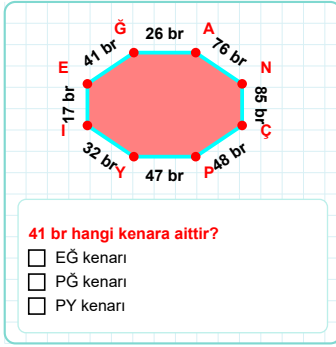 Ğ 26 br A
41 br 76 br
E N
17 br 85 br
I Ç
32 br 48 br
Y 47 br P
41 br hangi kenara aittir?
EĞ kenarı
PĞ kenarı
PY kenarı